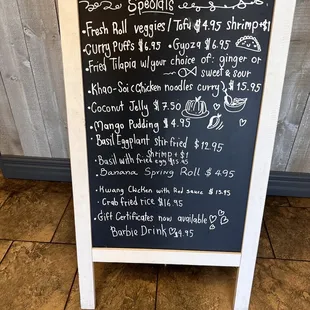 Specials
• Fresh Roll veggies/Tofu $4.95 shrimp+$1
• Curry Puffs $6.95 • Gyoza $6.95
• Fried Tilapia w/your choice of: ginger or
sweet & sour
• Khao-Soi Chicken noodles curry $15.95
• Coconut Jelly $7.50
• Mango Pudding $4.95
• Basil Eggplant stir fried $12.95
shrimp +$1
• Basil with fried egg $15.95
• Banana Spring Roll $4.95
• Kwang Chicken with Red sauce $15.95
• Crab fried rice $16.95
• Gift Certificates now available
Barbie Drink $4.95